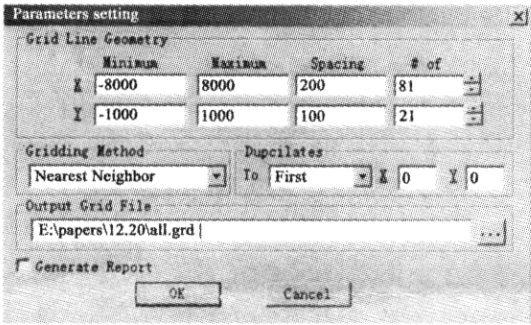 Parameters setting
Grid Line Geometry
Minimum Maximum Spacing # of
X -8000 8000 200 81
Y -1000 1000 100 21
Gridding Method Dupcilates
Nearest Neighbor To First X 0 Y 0
Output Grid File
E:\papers\12.20\all.grd
...
Generate Report
OK Cancel